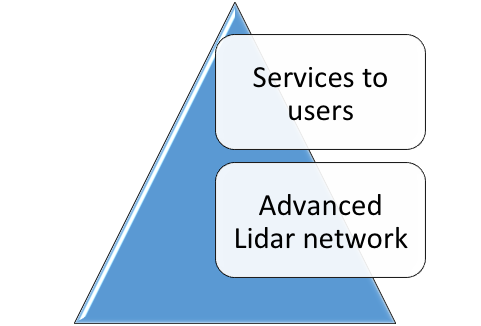 Services to
users
Advanced
Lidar network